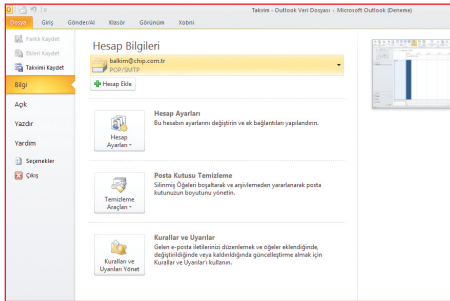 Takvim - Outlook Veri Dosyası - Microsoft Outlook (Deneme)
Dosya Giriş Gönder/Al Klasör Görünüm Xobni
Farklı Kaydet
Ekleri Kaydet
Takvimi Kaydet
Bilgi
Açık
Yazdır
Yardım
Seçenekler
Çıkış
Hesap Bilgileri
balkim@chip.com.tr
POP/SMTP
Hesap Ekle
Hesap Ayarları
Hesap Ayarları
Bu hesabın ayarlarını değiştirin ve ek bağlantıları yapılandırın.
Temizleme Araçları
Posta Kutusu Temizleme
Silinmiş Öğeleri boşaltarak ve arşivlemeden yararlanarak posta
kutunuzun boyutunu yönetin.
Kuralları ve Uyarıları Yönet
Kurallar ve Uyarılar
Gelen e-posta iletilerinizi düzenlemek ve öğeler eklendiğinde,
değiştirildiğinde veya kaldırıldığında güncelleştirme almak için
Kurallar ve Uyarılar'ı kullanın.